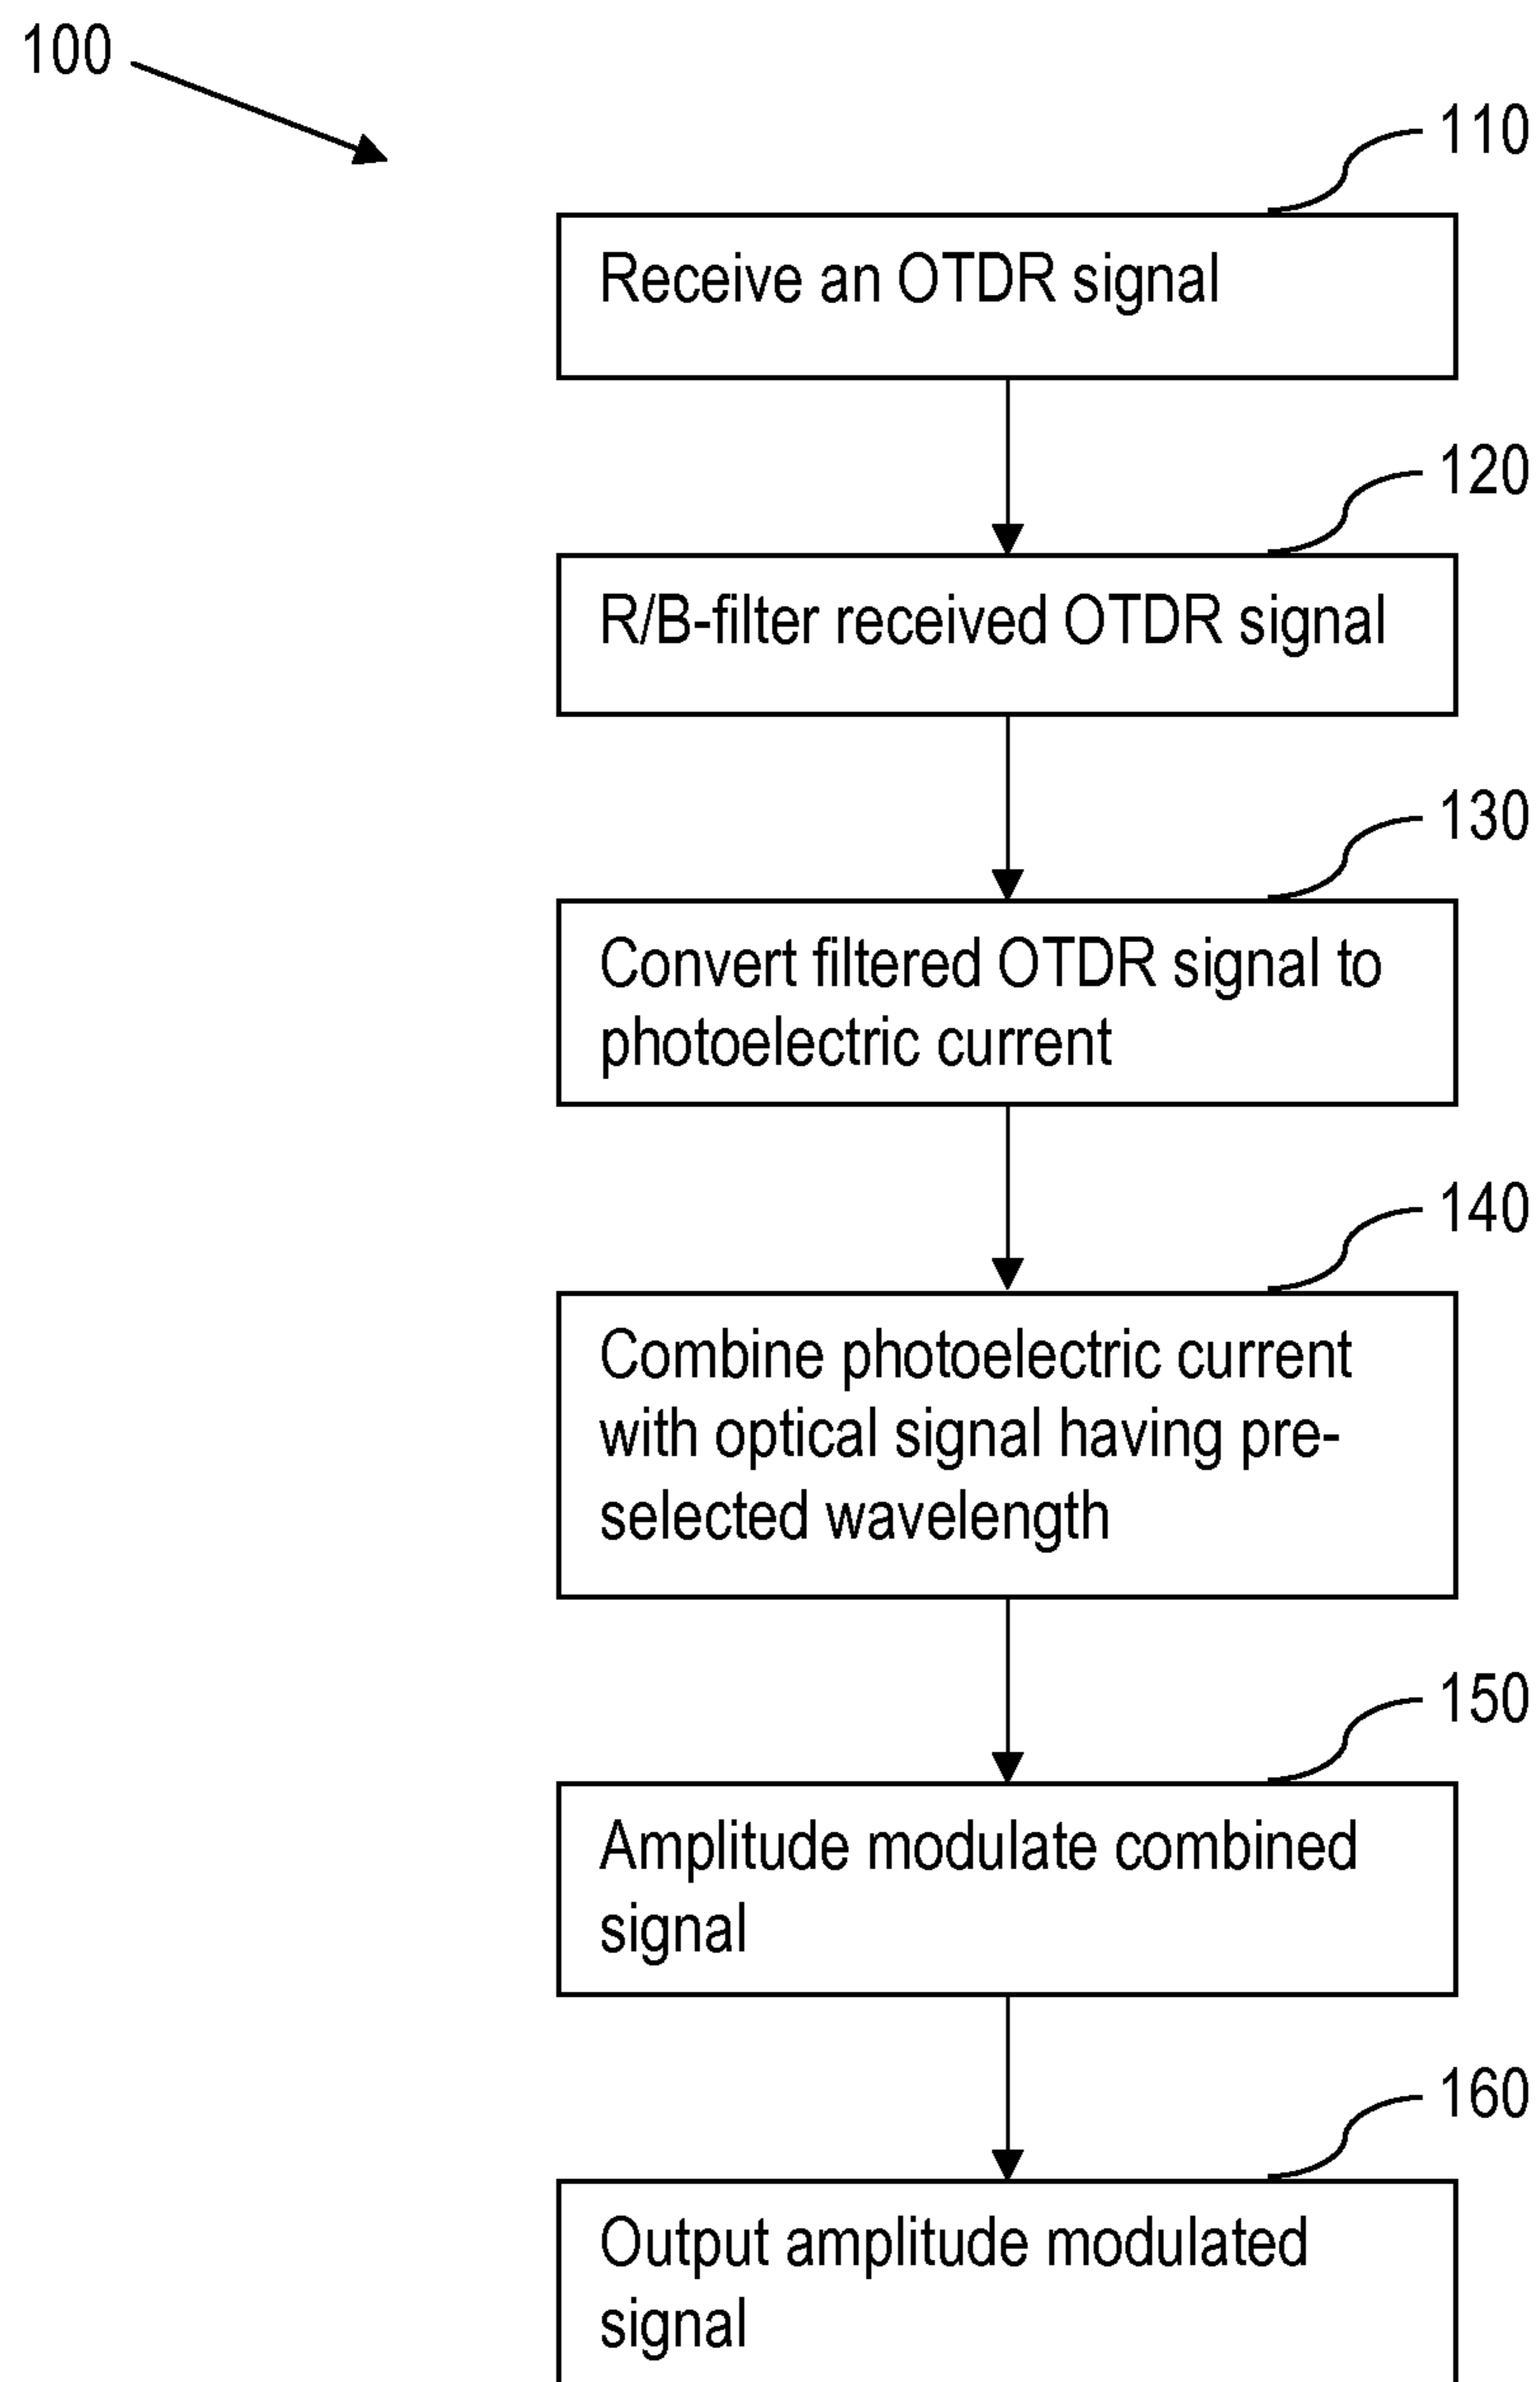 100
110
Receive an OTDR signal
120
R/B-filter received OTDR signal
130
Convert filtered OTDR signal to
photoelectric current
140
Combine photoelectric current
with optical signal having pre-
selected wavelength
150
Amplitude modulate combined
signal
160
Output amplitude modulated
signal